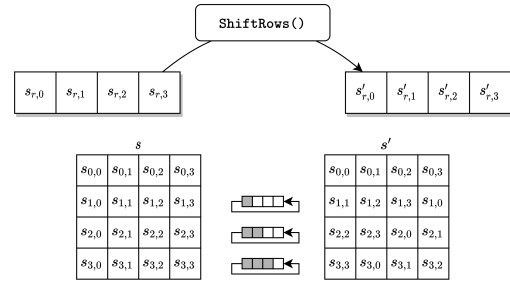 ShiftRows()
s_{r,0} s_{r,1} s_{r,2} s_{r,3} s'_{r,0} s'_{r,1} s'_{r,2} s'_{r,3}
s s'
s_{0,0} s_{0,1} s_{0,2} s_{0,3} s_{0,0} s_{0,1} s_{0,2} s_{0,3}
s_{1,0} s_{1,1} s_{1,2} s_{1,3} s_{1,1} s_{1,2} s_{1,3} s_{1,0}
s_{2,0} s_{2,1} s_{2,2} s_{2,3} s_{2,2} s_{2,3} s_{2,0} s_{2,1}
s_{3,0} s_{3,1} s_{3,2} s_{3,3} s_{3,3} s_{3,0} s_{3,1} s_{3,2}